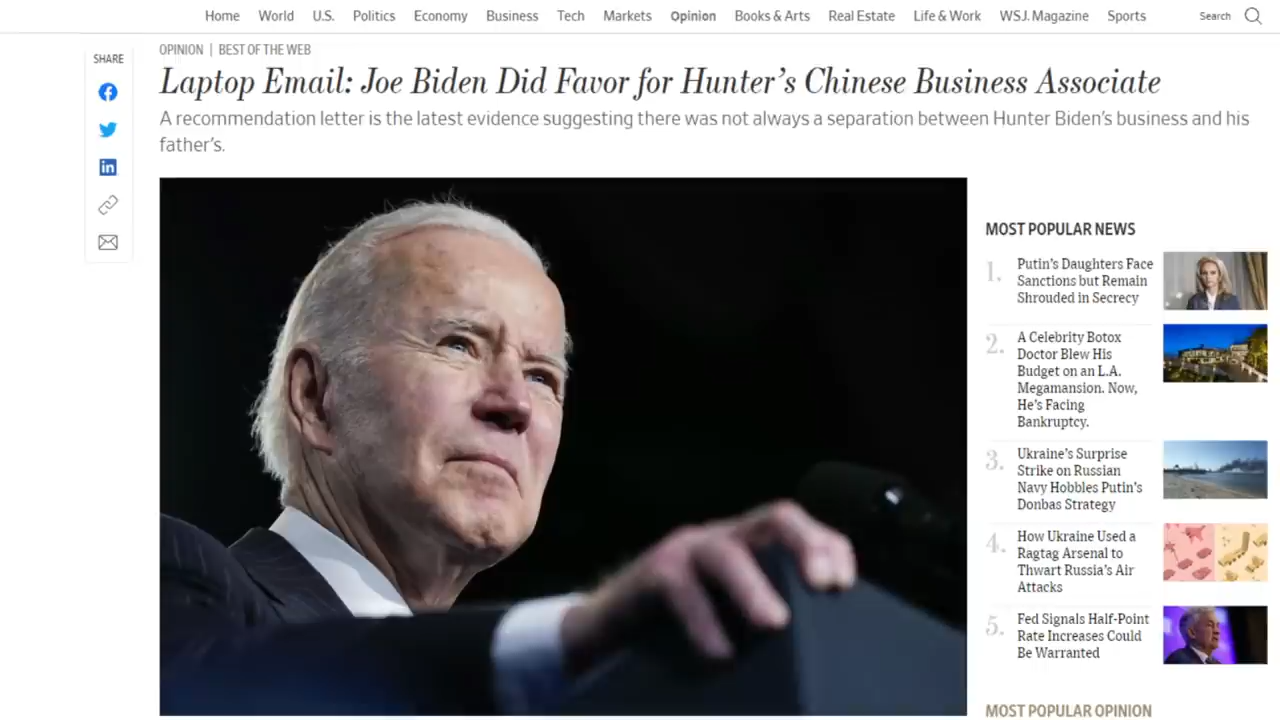 Home World U.S. Politics Economy Business Tech Markets Opinion Books & Arts Real Estate Life & Work WSJ. Magazine Sports Search
SHARE
OPINION | BEST OF THE WEB
Laptop Email: Joe Biden Did Favor for Hunter's Chinese Business Associate
A recommendation letter is the latest evidence suggesting there was not always a separation between Hunter Biden's business and his
father's.
MOST POPULAR NEWS
1.
Putin's Daughters Face
Sanctions but Remain
Shrouded in Secrecy
2.
A Celebrity Botox
Doctor Blew His
Budget on an L.A.
Megamansion. Now,
He's Facing
Bankruptcy.
3.
Ukraine's Surprise
Strike on Russian
Navy Hobbles Putin's
Donbas Strategy
4.
How Ukraine Used a
Ragtag Arsenal to
Thwart Russia's Air
Attacks
5.
Fed Signals Half-Point
Rate Increases Could
Be Warranted
MOST POPULAR OPINION